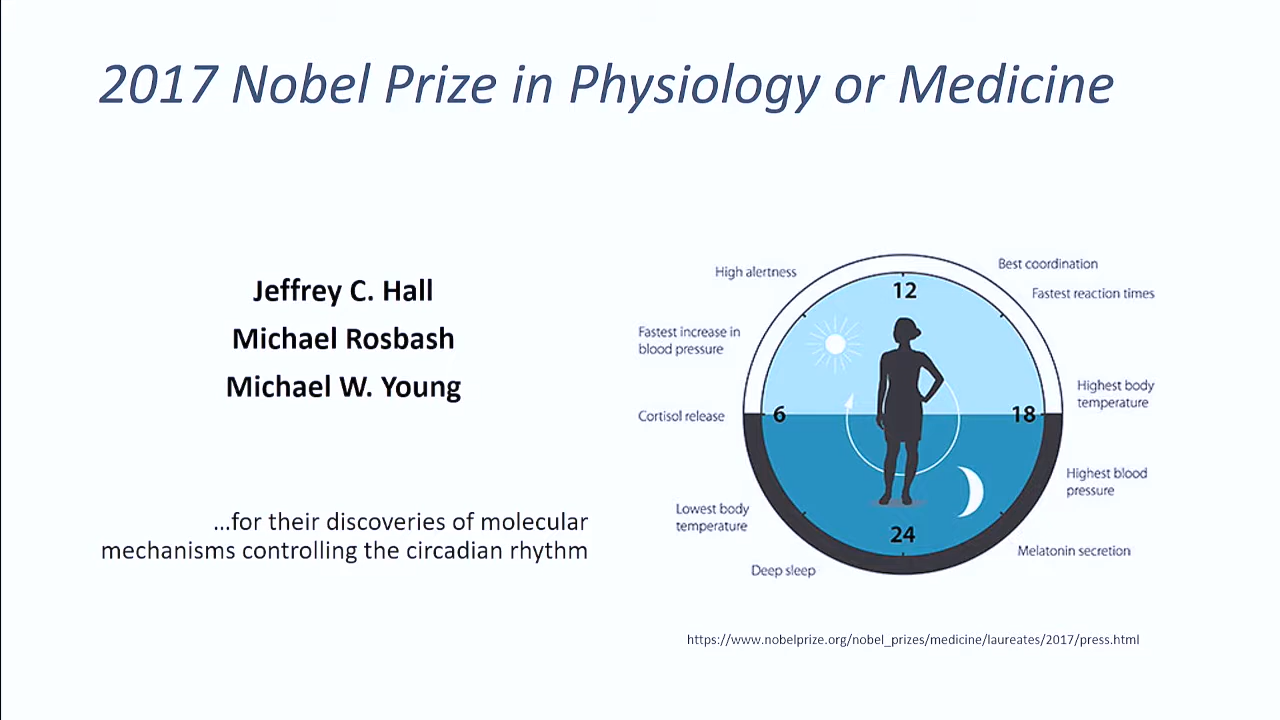 2017 Nobel Prize in Physiology or Medicine
Jeffrey C. Hall
Michael Rosbash
Michael W. Young
...for their discoveries of molecular
mechanisms controlling the circadian rhythm
High alertness
Best coordination
12
Fastest reaction times
Fastest increase in
blood pressure
Highest body
temperature
Cortisol release
6
18
Highest blood
pressure
Lowest body
temperature
24
Melatonin secretion
Deep sleep
https://www.nobelprize.org/nobel_prizes/medicine/laureates/2017/press.html